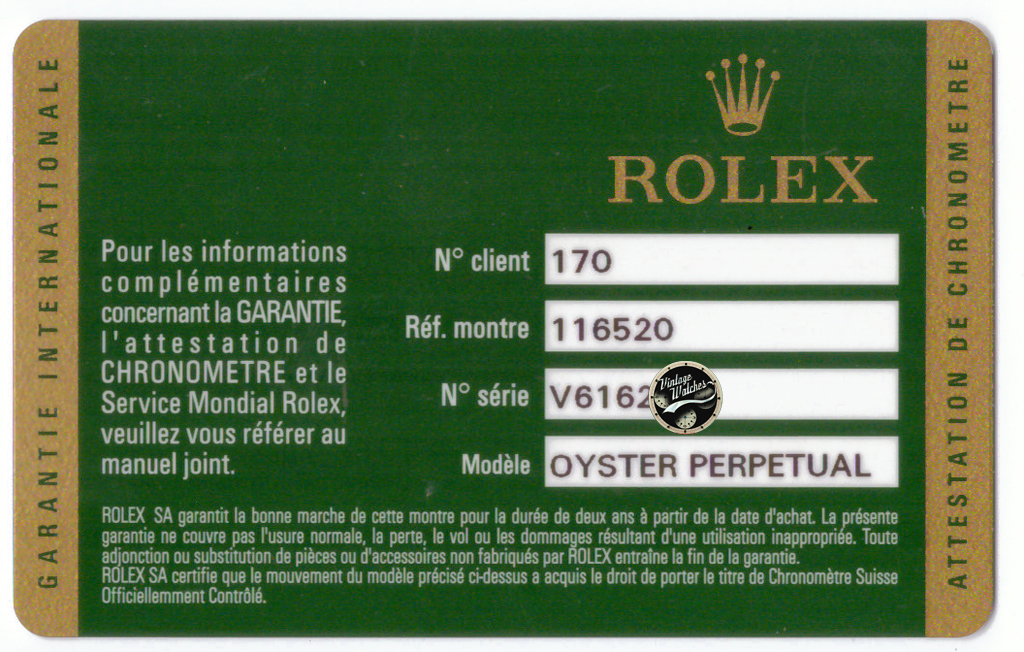 GARANTIE INTERNATIONALE
ROLEX
Pour les informations
complémentaires
concernant la GARANTIE,
l'attestation de
CHRONOMETRE et le
Service Mondial Rolex,
veuillez vous référer au
manuel joint.
N° client 170
Réf. montre 116520
N° série V6162
Vintage
Watches
Modèle OYSTER PERPETUAL
ROLEX SA garantit la bonne marche de cette montre pour la durée de deux ans à partir de la date d'achat. La présente
garantie ne couvre pas l'usure normale, la perte, le vol ou les dommages résultant d'une utilisation inappropriée. Toute
adjonction ou substitution de pièces ou d'accessoires non fabriqués par ROLEX entraîne la fin de la garantie.
ROLEX SA certifie que le mouvement du modèle précisé ci-dessus a acquis le droit de porter le titre de Chronomètre Suisse
Officiellemment Contrôlé.
ATTESTATION DE CHRONOMETRE